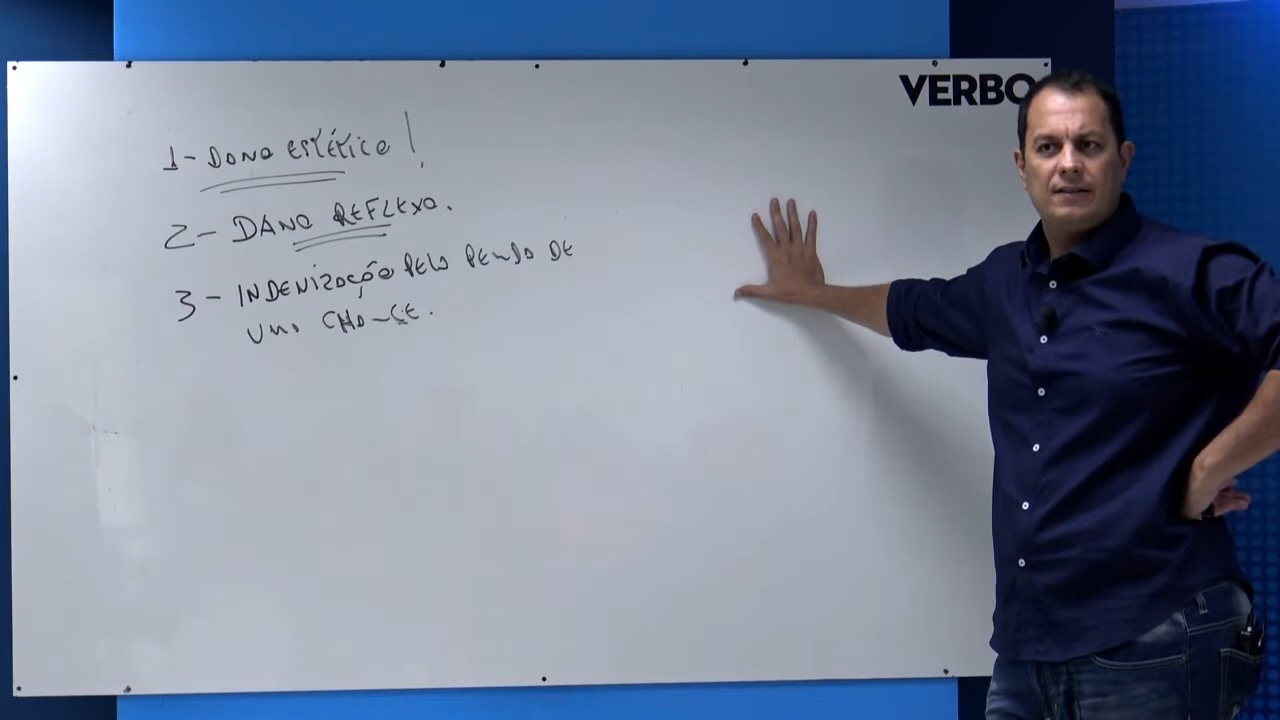 VERBO
1- DANO ESTÉTICO!
2- DANO REFLEXO.
3- INDENIZAÇÃO PELA PERDA DE
UMA CHANCE.